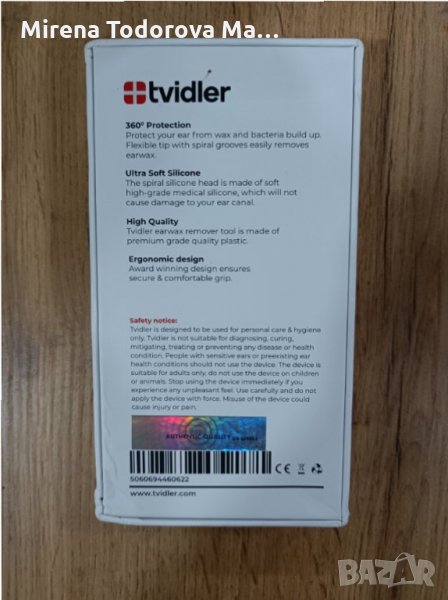 Mirena Todorova Ma...
tvidler
360° Protection
Protect your ear from wax and bacteria build up.
Flexible tip with spiral grooves easily removes
earwax.
Ultra Soft Silicone
The spiral silicone head is made of soft
high-grade medical silicone, which will not
cause damage to your ear canal.
High Quality
Tvidler earwax remover tool is made of
premium grade quality plastic.
Ergonomic design
Award winning design ensures
secure & comfortable grip.
Safety notice:
Tvidler is designed to be used for personal care & hygiene
only. Tvidler is not suitable for diagnosing, curing,
mitigating, treating or preventing any disease or health
condition. People with sensitive ears or preexisting ear
health conditions should not use the device. The device is
suitable for adults only, do not use the device on children
or animals. Stop using the device immediately if you
experience any unpleasant feel. Use carefully and do not
apply the device with force. Misuse of the device could
cause injury or pain.
AUTHENTIC QUALITY
5060694460622
CE
www.tvidler.com
BAZAR